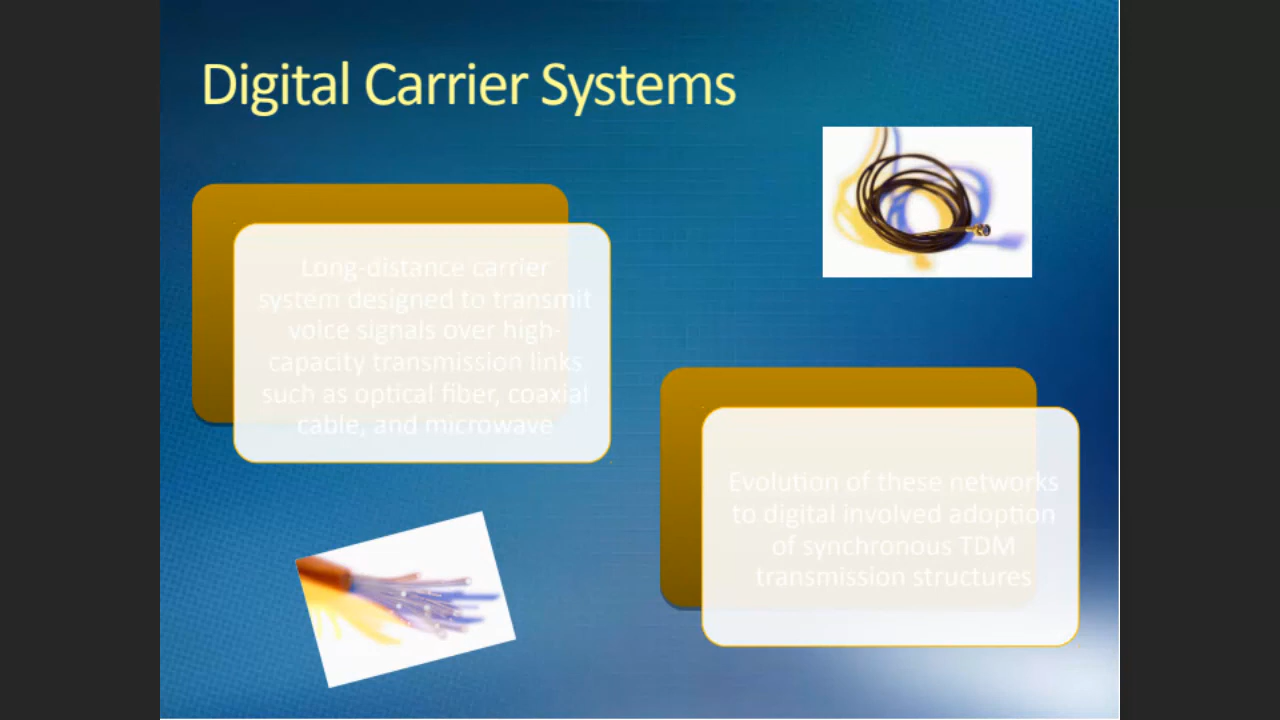 Digital Carrier Systems
Long-distance carrier
system designed to transmit
voice signals over high-
capacity transmission links
such as optical fiber, coaxial
cable, and microwave
Evolution of these networks
to digital involved adoption
of synchronous TDM
transmission structures